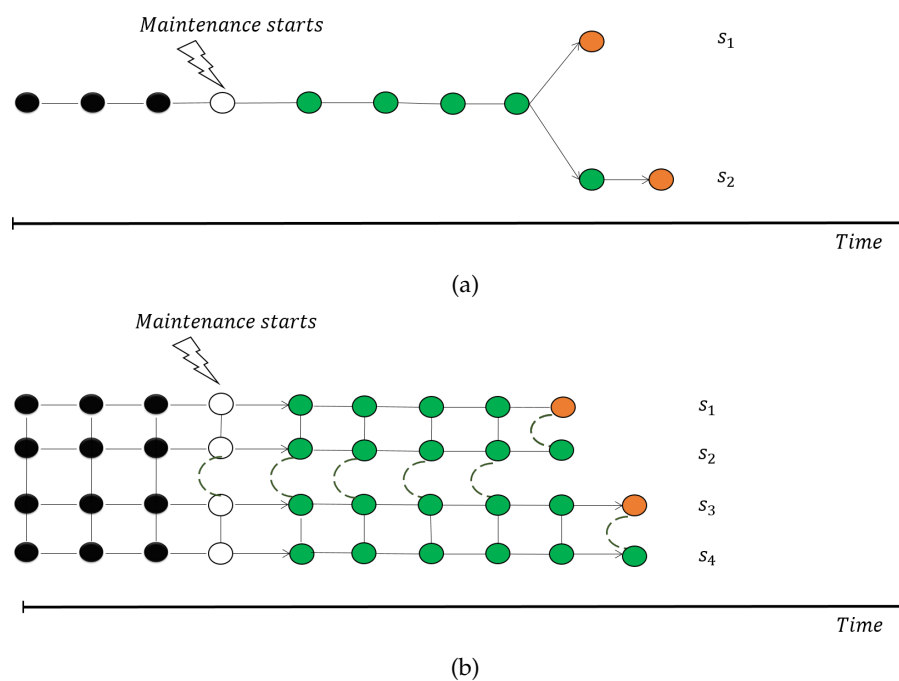 Maintenance starts
s1
s2
Time
(a)
Maintenance starts
s1
s2
s3
s4
Time
(b)